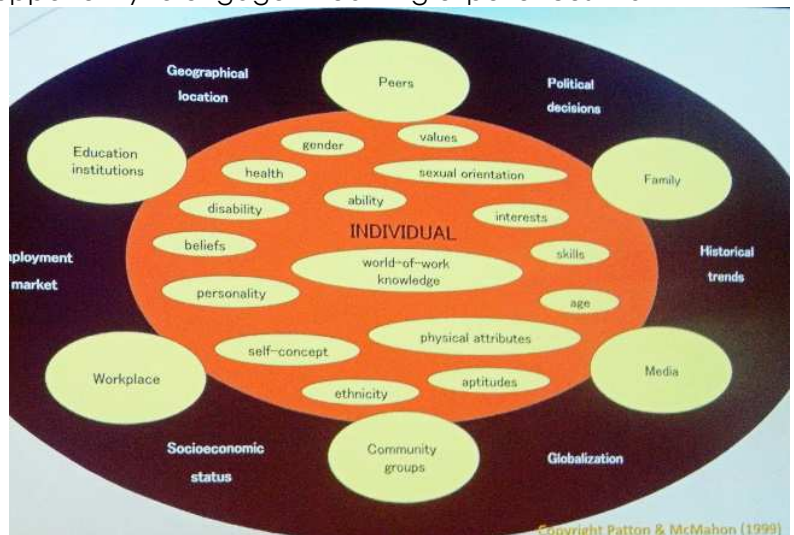 Peers
Geographical
location
Political
decisions
values
gender
Education
institutions
health
sexual orientation
Family
ability
disability
interests
INDIVIDUAL
beliefs
skills
mployment
market
world-of-work
knowledge
Historical
trends
personality
age
physical attributes
self-concept
Media
Workplace
aptitudes
ethnicity
Community
groups
Socioeconomic
status
Globalization
Copyright Patton & McMahon (1999)